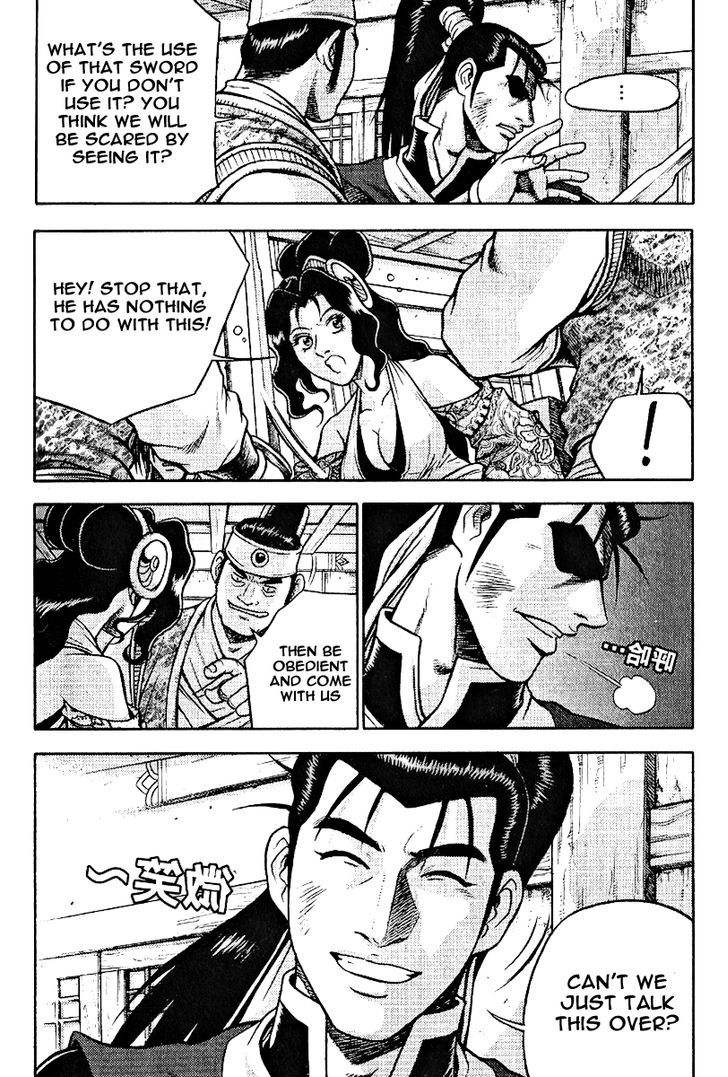 WHAT'S THE USE
OF THAT SWORD
IF YOU DON'T
USE IT? YOU
THINK WE WILL
BE SCARED BY
SEEING IT?
...
HEY! STOP THAT,
HE HAS NOTHING
TO DO WITH THIS!
!
THEN BE
OBEDIENT
AND COME
WITH US
CAN'T WE
JUST TALK
THIS OVER?